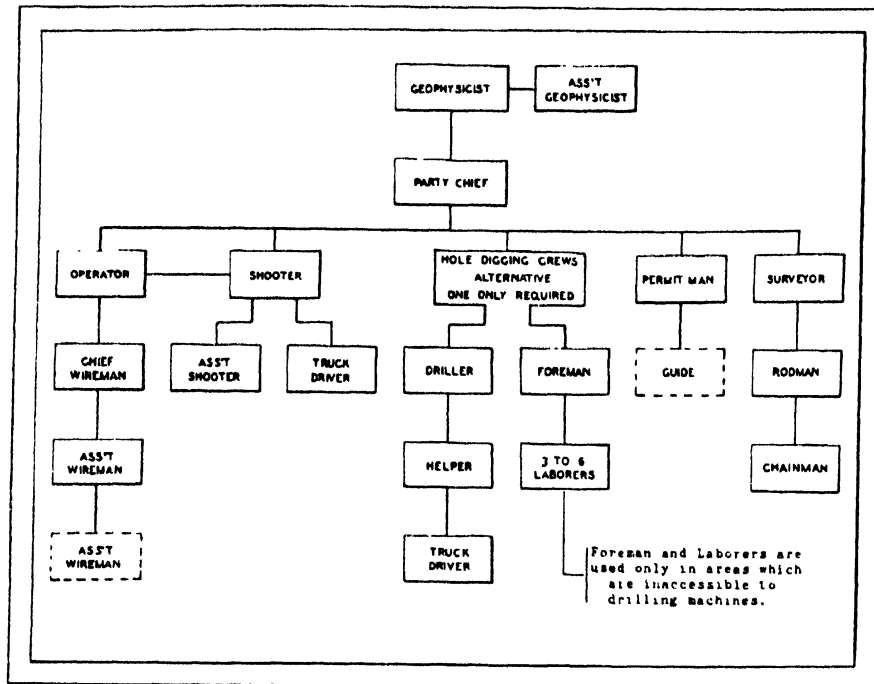 GEOPHYSICIST
ASS'T
GEOPHYSICIST
PARTY CHIEF
OPERATOR
SHOOTER
HOLE DIGGING CREWS
ALTERNATIVE
ONE ONLY REQUIRED
PERMIT MAN
SURVEYOR
CHIEF
WIREMAN
ASS'T
SHOOTER
TRUCK
DRIVER
DRILLER
FOREMAN
GUIDE
RODMAN
ASS'T
WIREMAN
HELPER
3 TO 6
LABORERS
CHAINMAN
ASS'T
WIREMAN
TRUCK
DRIVER
Foreman and Laborers are
used only in areas which
are inaccessible to
drilling machines.